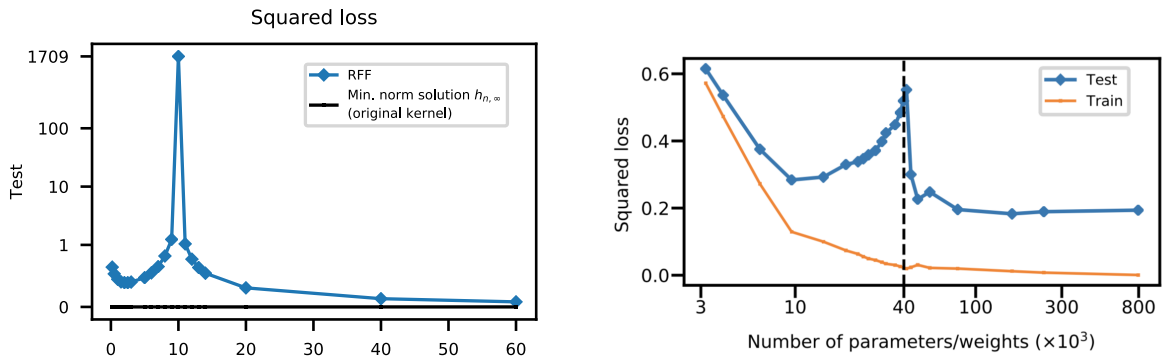 Squared loss
1709
100
10
1
0
Test
RFF
Min. norm solution hₙ,∞
(original kernel)
0 10 20 30 40 50 60
0.6
0.4
0.2
0.0
Squared loss
Test
Train
3 10 40 100 300 800
Number of parameters/weights (×10³)